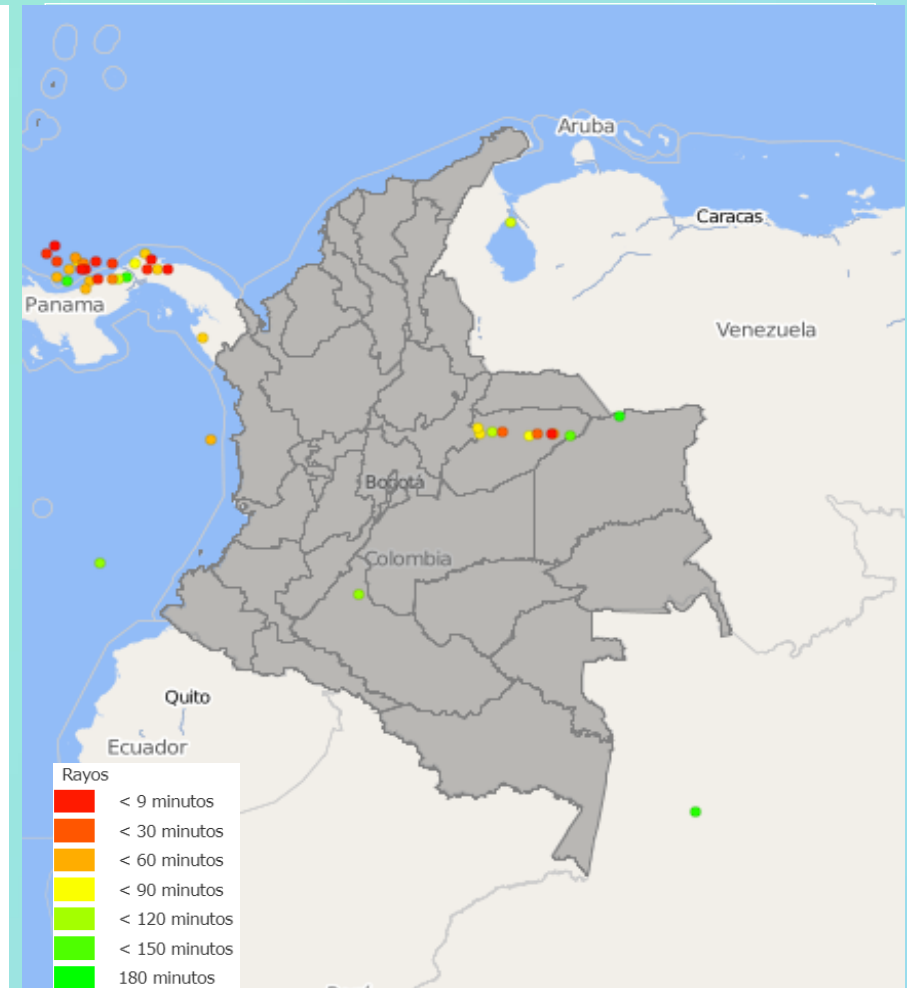 Aruba
Caracas
Panama
Venezuela
Bogotá
Colombia
Quito
Ecuador
Rayos
< 9 minutos
< 30 minutos
< 60 minutos
< 90 minutos
< 120 minutos
< 150 minutos
180 minutos